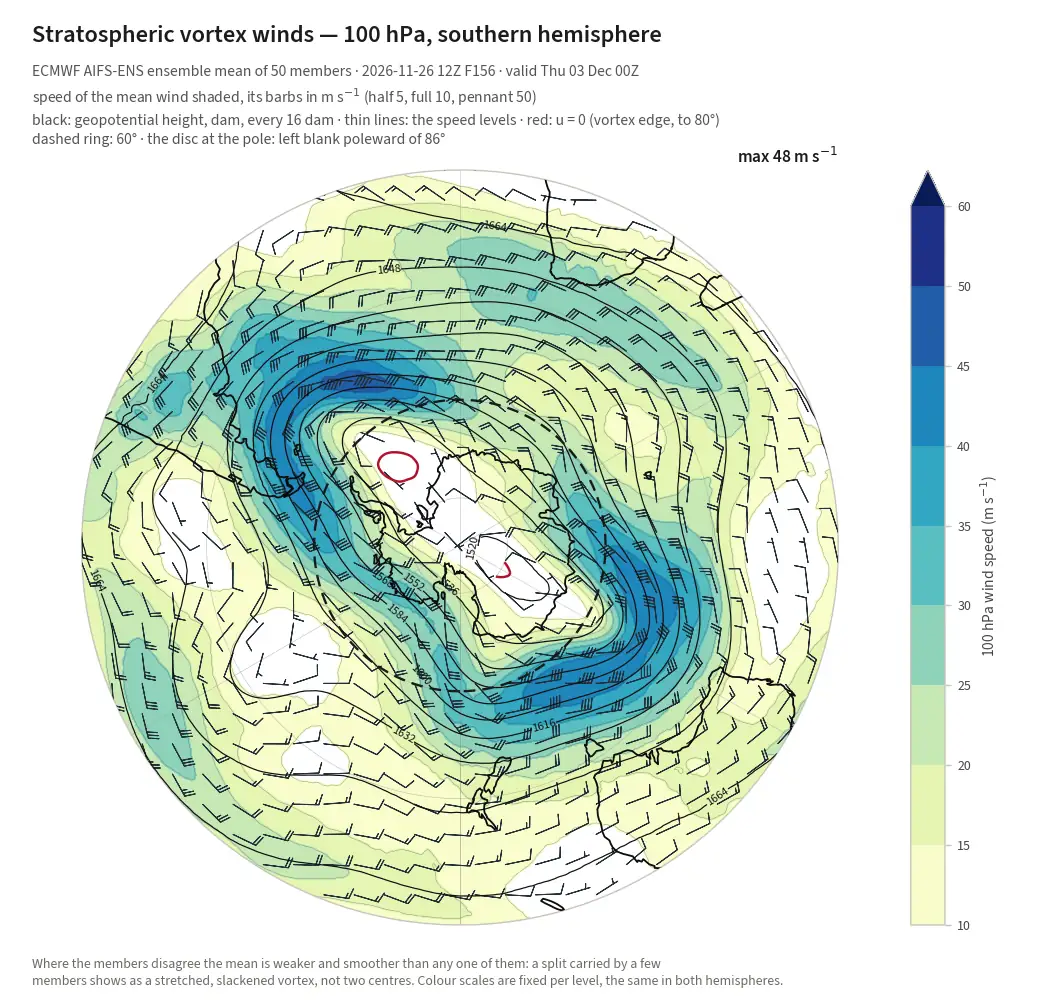 Stratospheric vortex winds — 100 hPa, southern hemisphere
ECMWF AIFS-ENS ensemble mean of 50 members · 2026-11-26 12Z F156 · valid Thu 03 Dec 00Z
speed of the mean wind shaded, its barbs in m s⁻¹ (half 5, full 10, pennant 50)
black: geopotential height, dam, every 16 dam · thin lines: the speed levels · red: u = 0 (vortex edge, to 80°)
dashed ring: 60° · the disc at the pole: left blank poleward of 86°
max 48 m s⁻¹
1664
1648
1664
1520
1568
1552
1584
1664
1600
1616
1632
1664
60
50
45
40
35
30
25
20
15
10
100 hPa wind speed (m s⁻¹)
Where the members disagree the mean is weaker and smoother than any one of them: a split carried by a few
members shows as a stretched, slackened vortex, not two centres. Colour scales are fixed per level, the same in both hemispheres.